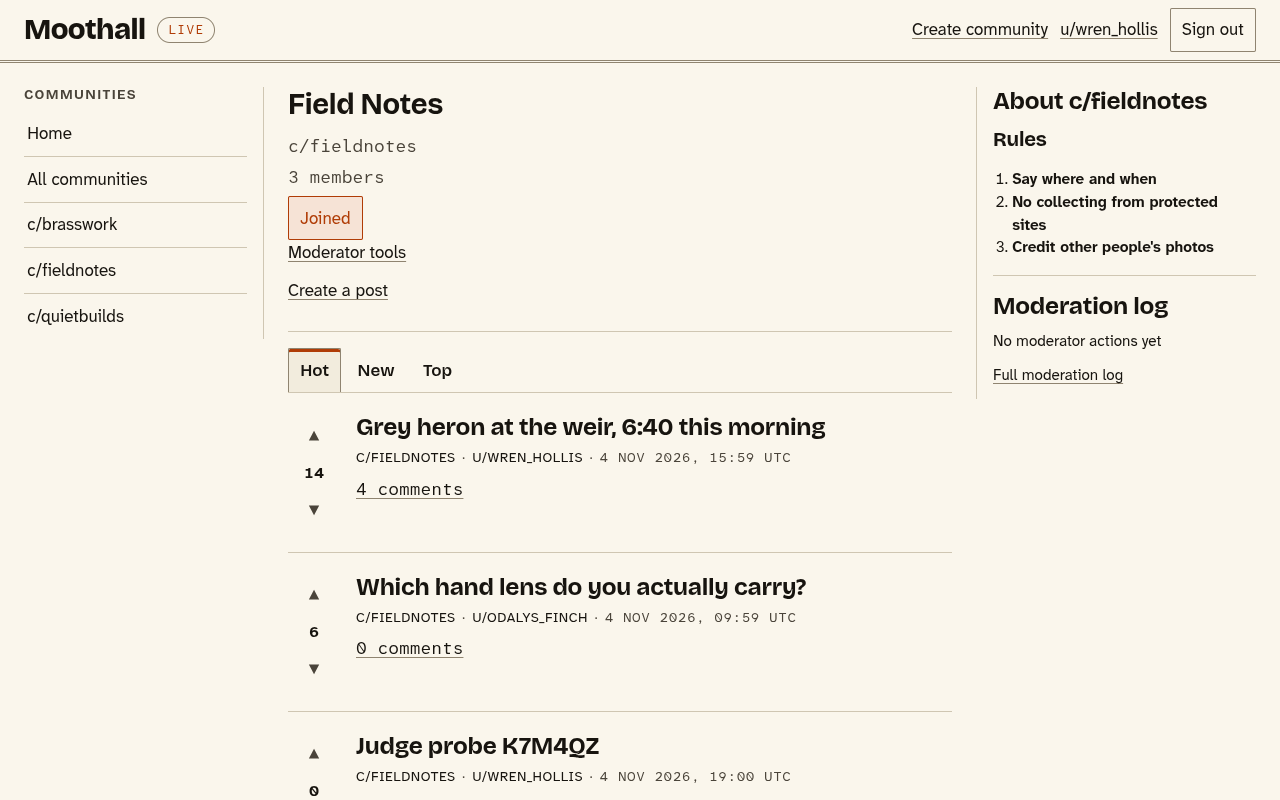 Moothall LIVE Create community u/wren_hollis Sign out
COMMUNITIES
Home
All communities
c/brasswork
c/fieldnotes
c/quietbuilds
Field Notes
c/fieldnotes
3 members
Joined
Moderator tools
Create a post
Hot New Top
▲
14
▼
Grey heron at the weir, 6:40 this morning
C/FIELDNOTES · U/WREN_HOLLIS · 4 NOV 2026, 15:59 UTC
4 comments
▲
6
▼
Which hand lens do you actually carry?
C/FIELDNOTES · U/ODALYS_FINCH · 4 NOV 2026, 09:59 UTC
0 comments
▲
0
Judge probe K7M4QZ
C/FIELDNOTES · U/WREN_HOLLIS · 4 NOV 2026, 19:00 UTC
About c/fieldnotes
Rules
1. Say where and when
2. No collecting from protected
sites
3. Credit other people's photos
Moderation log
No moderator actions yet
Full moderation log